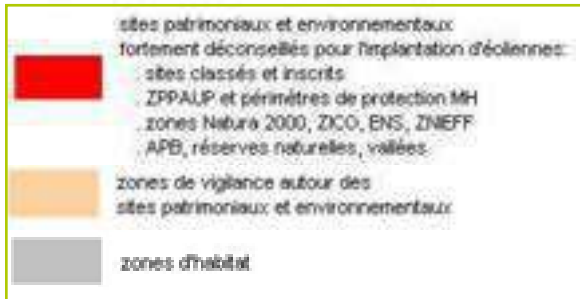 sites patrimoniaux et environnementaux
fortement déconseillés pour l'implantation d'éoliennes:
. sites classés et inscrits
. ZPPAUP et périmètres de protection MH
. zones Natura 2000, ZICO, ENS, ZNIEFF
. APB, réserves naturelles, vallées
zones de vigilance autour des
sites patrimoniaux et environnementaux
zones d'habitat